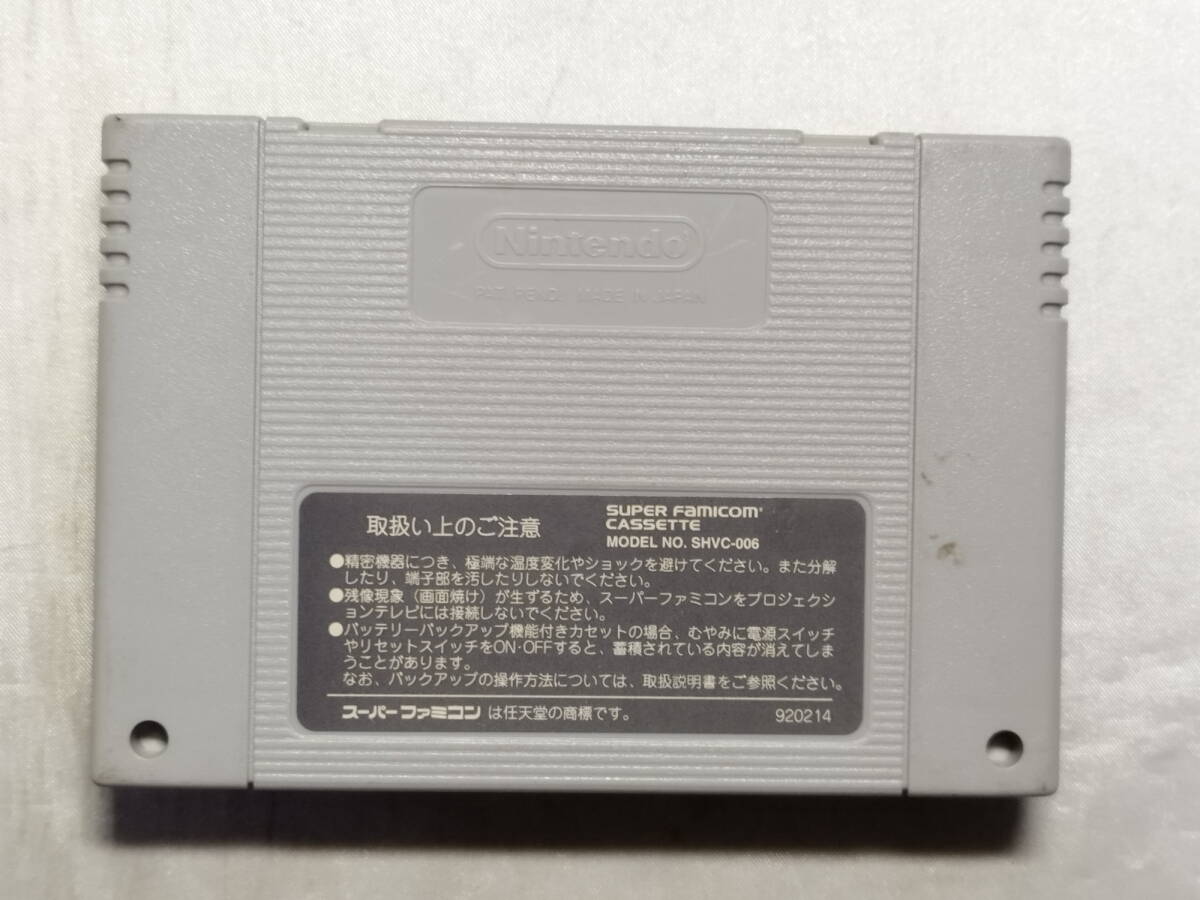 Nintendo
PAT. PEND. MADE IN JAPAN
取扱い上のご注意
SUPER FAMICOM
CASSETTE
MODEL NO. SHVC-006
●精密機器につき、極端な温度変化やショックを避けてください。また分解
したり、端子部を汚したりしないでください。
●残像現象（画面焼け）が生ずるため、スーパーファミコンをプロジェクシ
ョンテレビには接続しないでください。
●バッテリーバックアップ機能付きカセットの場合、むやみに電源スイッチ
やリセットスイッチをON・OFFすると、蓄積されている内容が消えてしま
うことがあります。
なお、バックアップの操作方法については、取扱説明書をご参照ください。
スーパーファミコンは任天堂の商標です。
920214